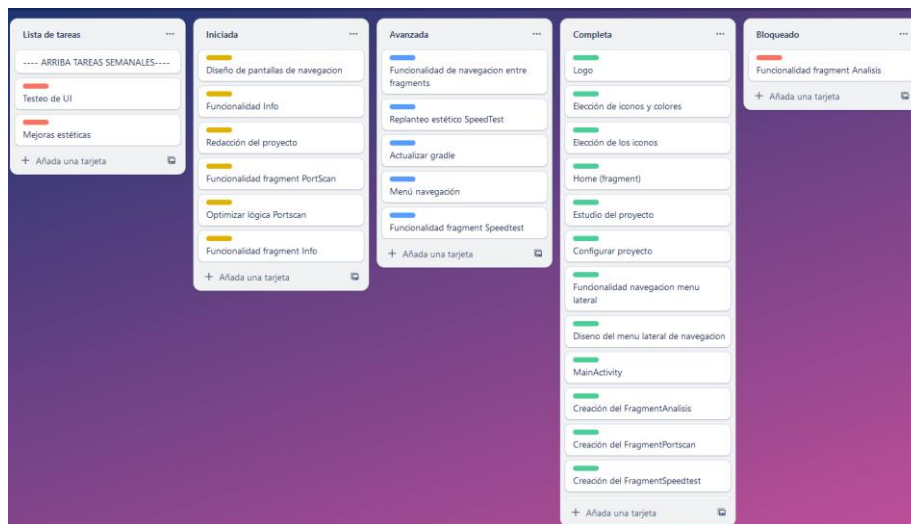 Lista de tareas
---- ARRIBA TAREAS SEMANALES----
Testeo de UI
Mejoras estéticas
+ Añada una tarjeta
Iniciada
Diseño de pantallas de navegacion
Funcionalidad Info
Redacción del proyecto
Funcionalidad fragment PortScan
Optimizar lógica Portscan
Funcionalidad fragment Info
+ Añada una tarjeta
Avanzada
Funcionalidad de navegacion entre
fragments
Replanteo estético SpeedTest
Actualizar gradle
Menú navegación
Funcionalidad fragment Speedtest
+ Añada una tarjeta
Completa
Logo
Elección de iconos y colores
Elección de los iconos
Home (fragment)
Estudio del proyecto
Configurar proyecto
Funcionalidad navegacion menu
lateral
Diseno del menu lateral de navegacion
MainActivity
Creación del FragmentAnalisis
Creación del FragmentPortscan
Creación del FragmentSpeedtest
+ Añada una tarjeta
Bloqueado
Funcionalidad fragment Analisis
+ Añada una tarjeta